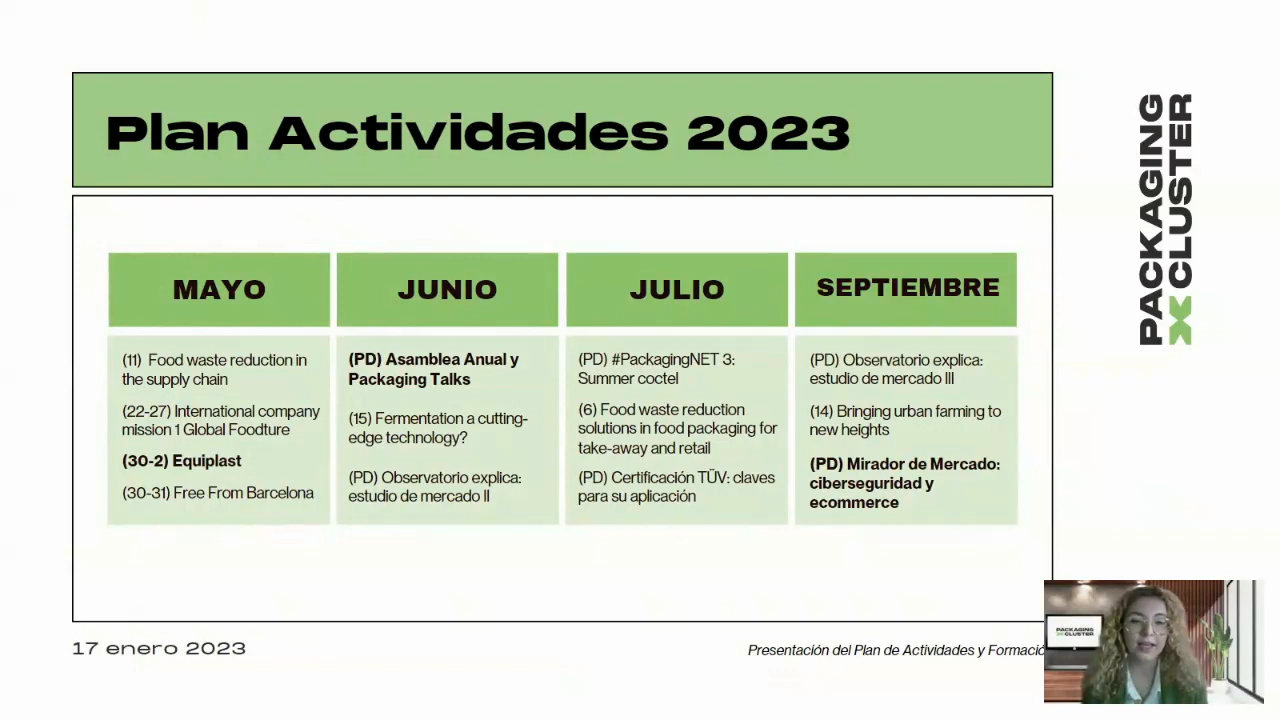 Plan Actividades 2023
PACKAGING
CLUSTER
MAYO
(11) Food waste reduction in
the supply chain
(22-27) International company
mission 1 Global Foodture
(30-2) Equiplast
(30-31) Free From Barcelona
JUNIO
(PD) Asamblea Anual y
Packaging Talks
(15) Fermentation a cutting-
edge technology?
(PD) Observatorio explica:
estudio de mercado II
JULIO
(PD) #PackagingNET 3:
Summer coctel
(6) Food waste reduction
solutions in food packaging for
take-away and retail
(PD) Certificación TÜV: claves
para su aplicación
SEPTIEMBRE
(PD) Observatorio explica:
estudio de mercado III
(14) Bringing urban farming to
new heights
(PD) Mirador de Mercado:
ciberseguridad y
ecommerce
17 enero 2023
Presentación del Plan de Actividades y Formació
PACKAGING
CLUSTER